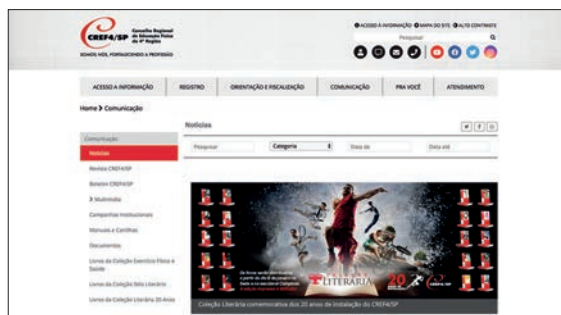 ACESSO À INFORMAÇÃO MAPA DO SITE ALTO CONTRASTE
CREF4/SP
Conselho Regional
de Educação Física
da 4ª Região
SOMOS NÓS, FORTALECENDO A PROFISSÃO
Pesquisar
ACESSO A INFORMAÇÃO
REGISTRO
ORIENTAÇÃO E FISCALIZAÇÃO
COMUNICAÇÃO
PRA VOCÊ
ATENDIMENTO
Home > Comunicação
Comunicação
Notícias
Revista CREF4/SP
Boletim CREF4/SP
> Multimídia
Campanhas Institucionais
Manuais e Cartilhas
Documentos
Livros da Coleção Exercício Físico e
Saúde
Livros da Coleção Selo Literário
Livros da Coleção Literária 20 Anos
Notícias
Pesquisar
Categoria
Data de
Data até
COLEÇÃO
LITERÁRIA
20
CREF4/SP
Coleção Literária comemorativa dos 20 anos de instalação do CREF4/SP